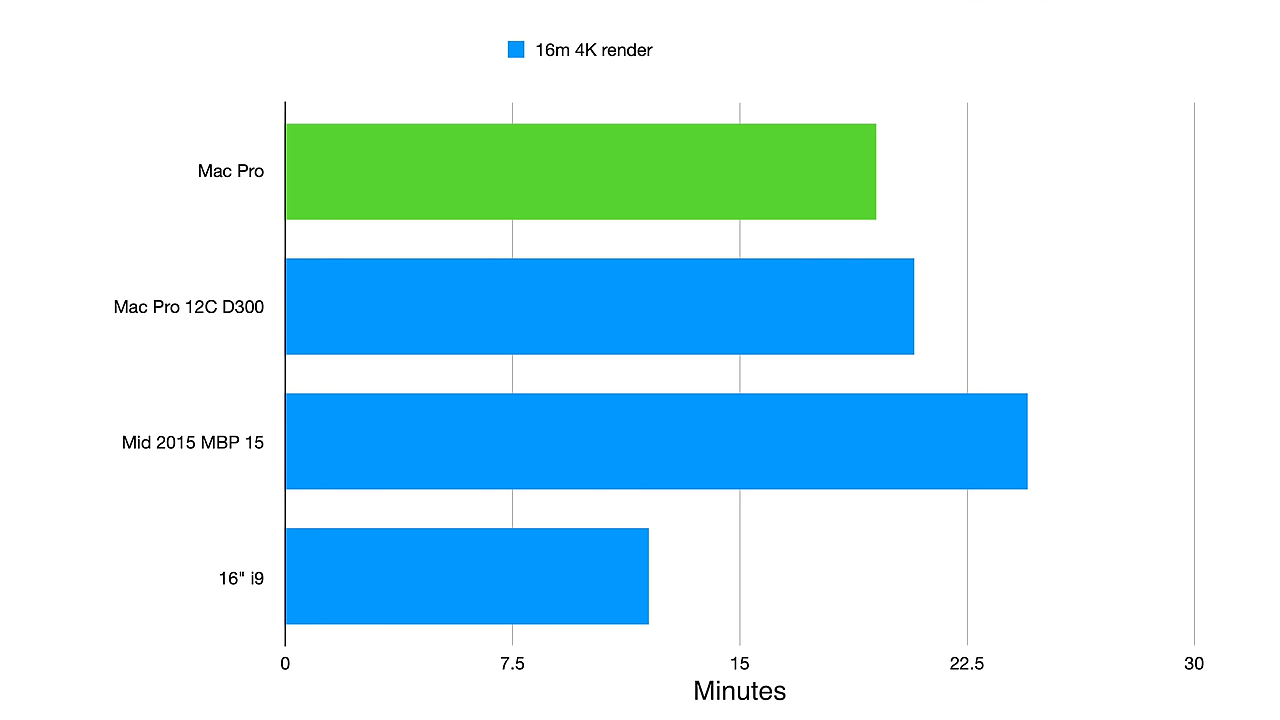 16m 4K render
Mac Pro
Mac Pro 12C D300
Mid 2015 MBP 15
16" i9
0 7.5 15 22.5 30
Minutes